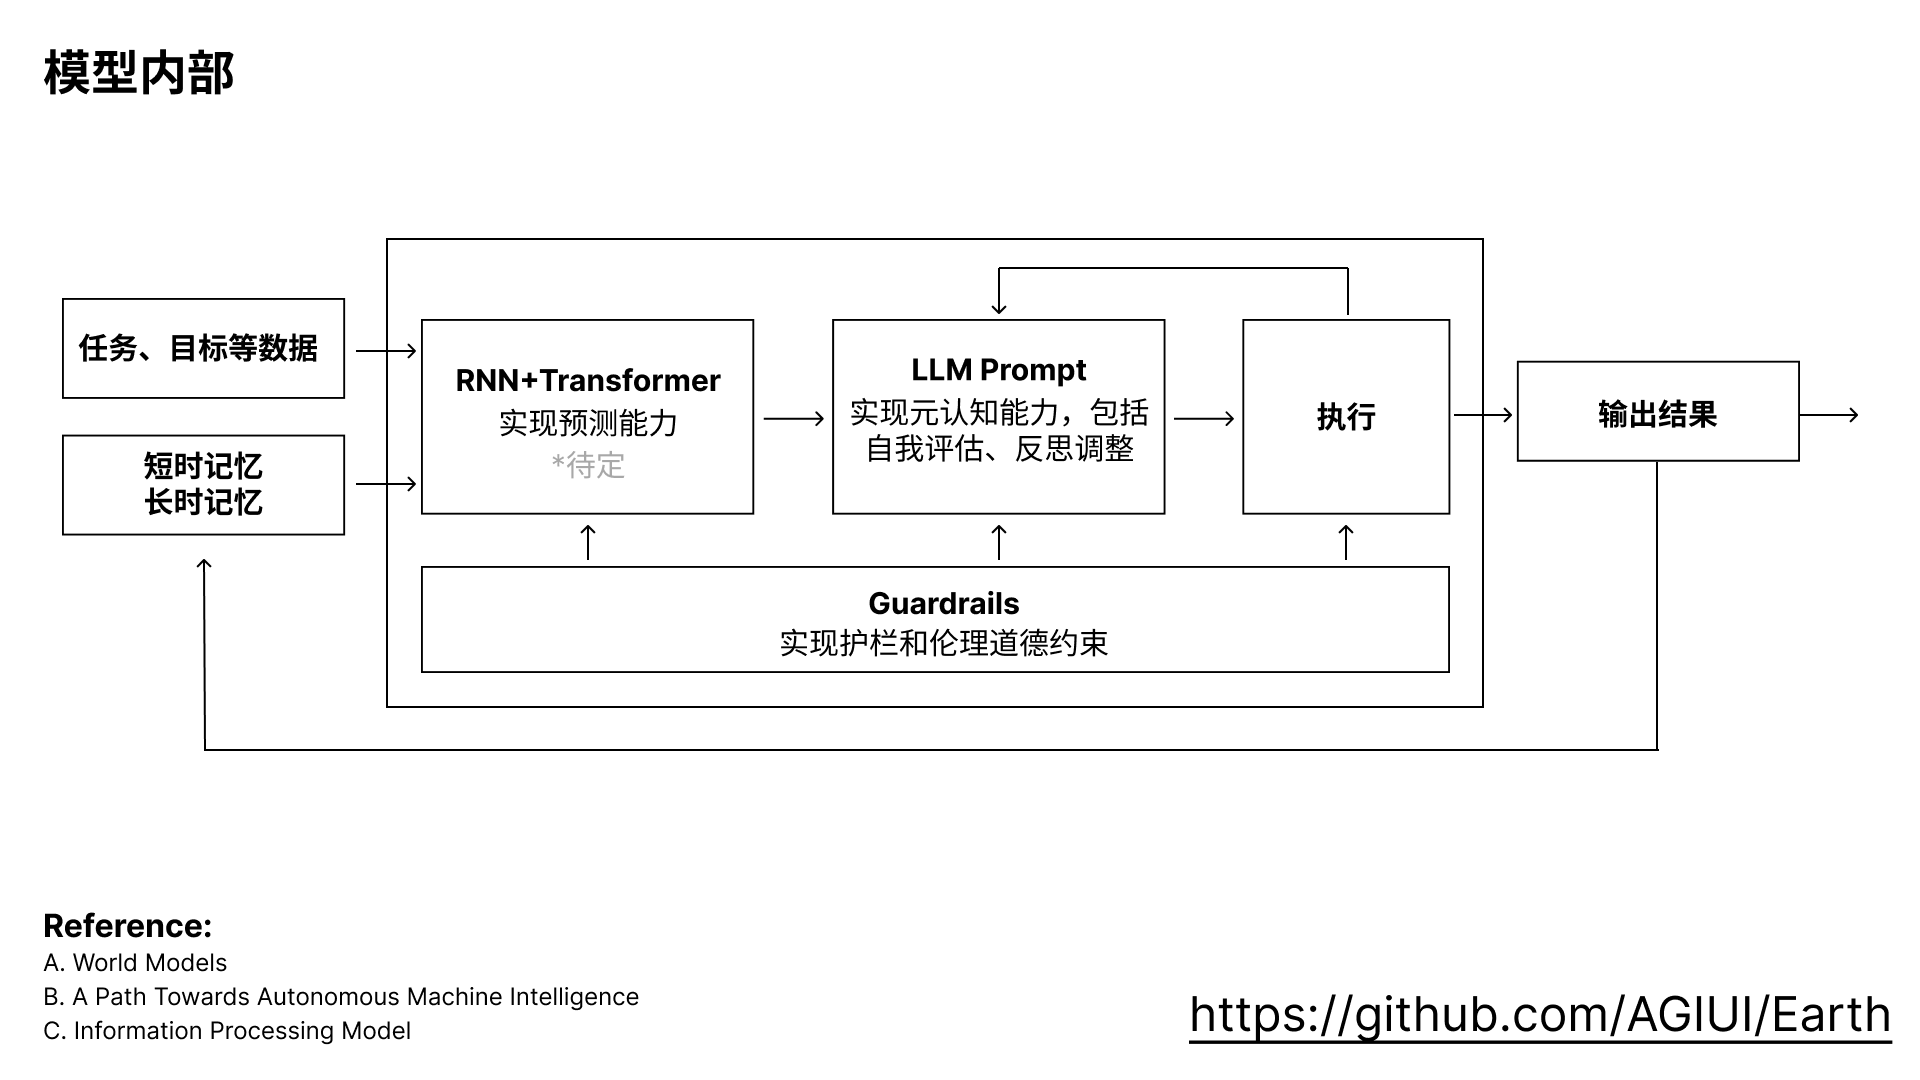 模型内部
任务、目标等数据
短时记忆
长时记忆
RNN+Transformer
实现预测能力
*待定
LLM Prompt
实现元认知能力，包括
自我评估、反思调整
执行
输出结果
Guardrails
实现护栏和伦理道德约束
Reference:
A. World Models
B. A Path Towards Autonomous Machine Intelligence
C. Information Processing Model
https://github.com/AGIUI/Earth